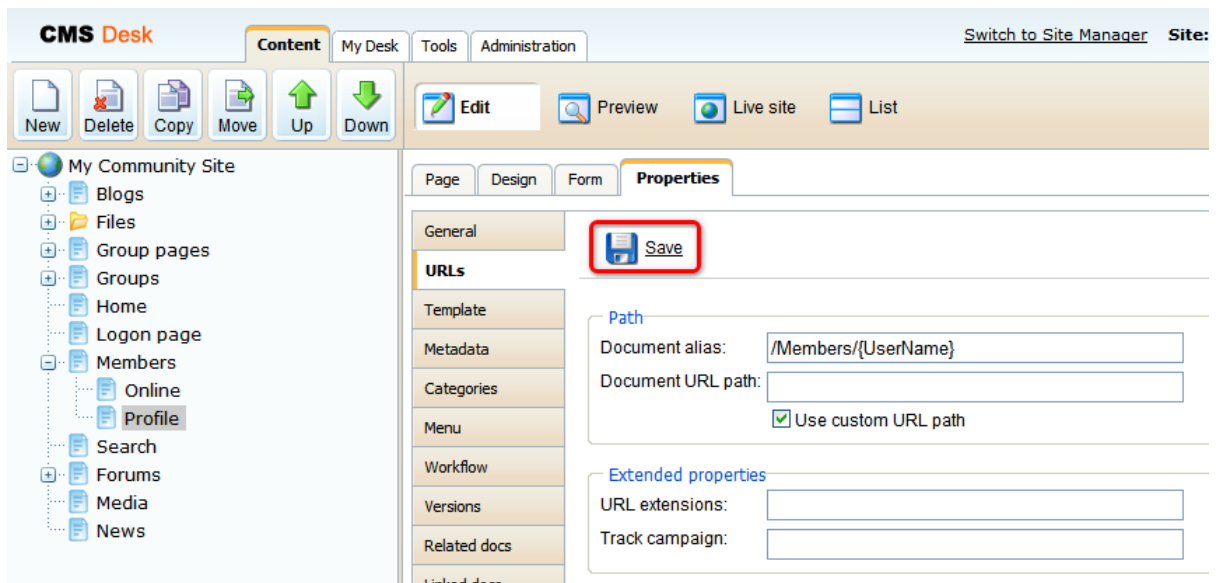 CMS Desk
Content
My Desk
Tools
Administration
Switch to Site Manager
Site:
New
Delete
Copy
Move
Up
Down
Edit
Preview
Live site
List
My Community Site
Blogs
Files
Group pages
Groups
Home
Logon page
Members
Online
Profile
Search
Forums
Media
News
Page
Design
Form
Properties
General
URLs
Template
Metadata
Categories
Menu
Workflow
Versions
Related docs
Linked docs
Save
Path
Document alias: /Members/{UserName}
Document URL path:
Use custom URL path
Extended properties
URL extensions:
Track campaign: